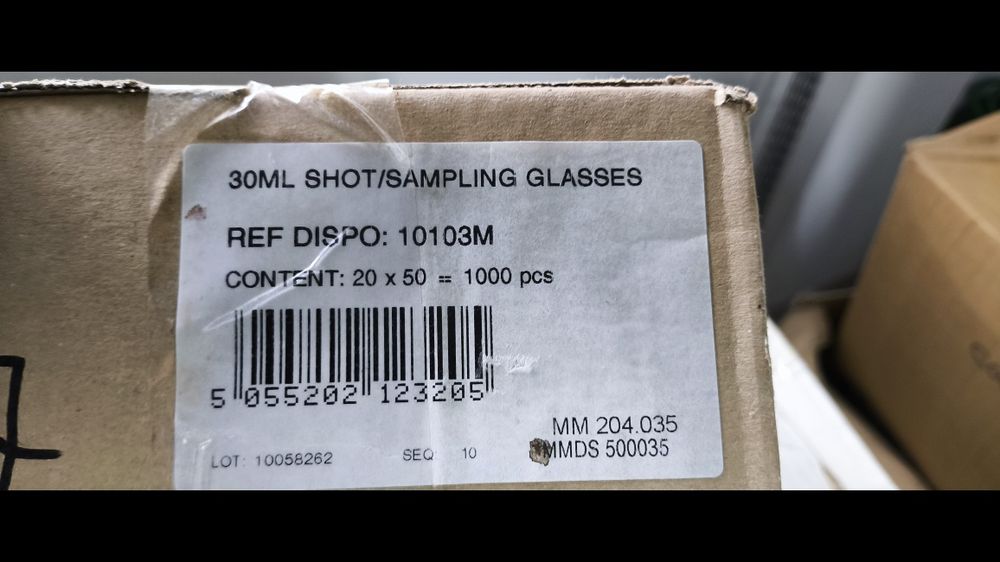 30ML SHOT/SAMPLING GLASSES
REF DISPO: 10103M
CONTENT: 20 x 50 = 1000 pcs
5 055202 123205
MM 204.035
MMDS 500035
LOT: 10058262 SEQ 10